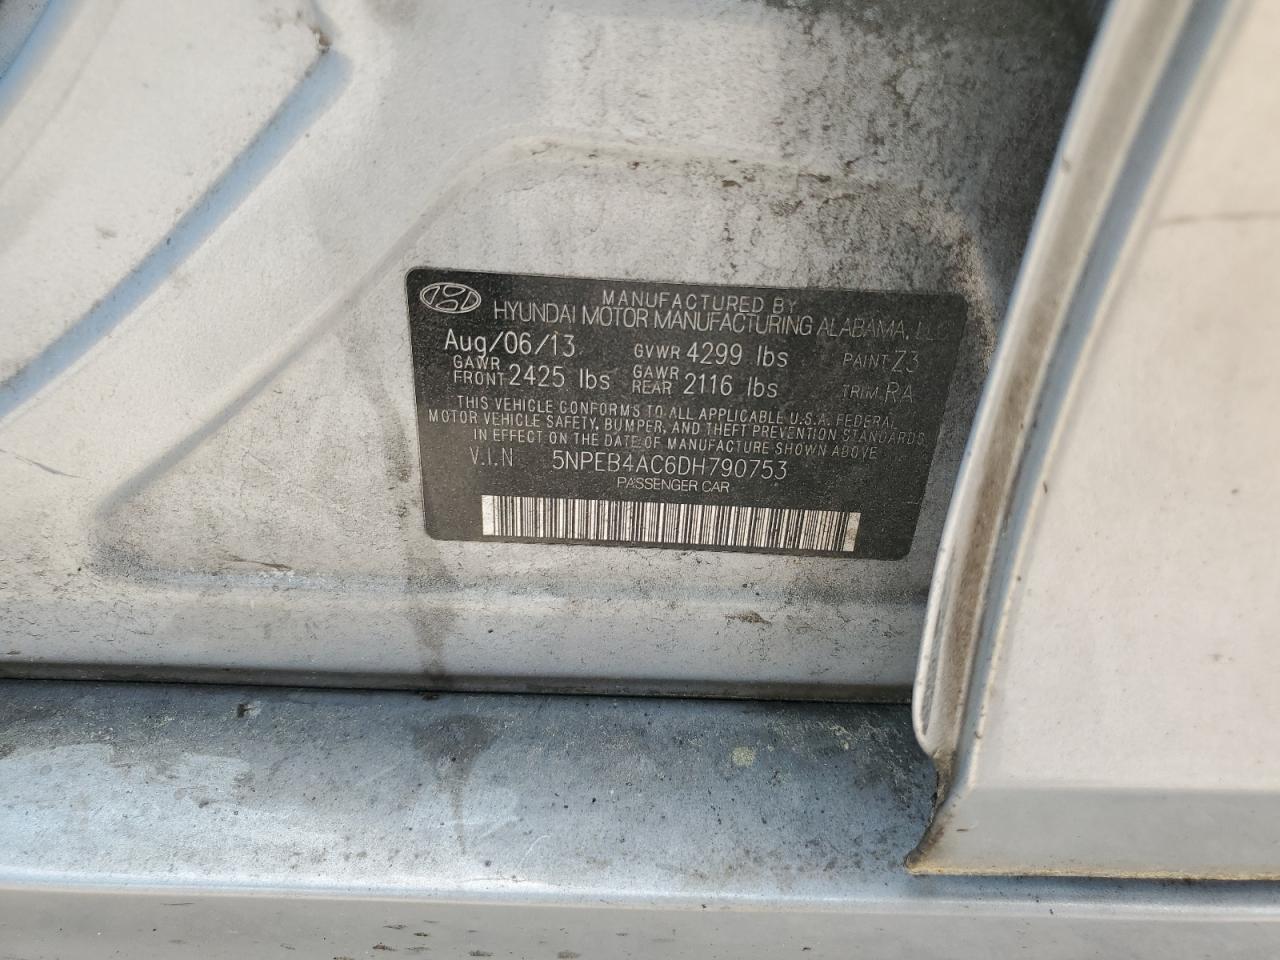 MANUFACTURED BY
HYUNDAI MOTOR MANUFACTURING ALABAMA, LLC
Aug/06/13 GVWR 4299 lbs PAINT Z3
GAWR FRONT 2425 lbs GAWR REAR 2116 lbs TRIM RA
THIS VEHICLE CONFORMS TO ALL APPLICABLE U.S.A. FEDERAL
MOTOR VEHICLE SAFETY, BUMPER, AND THEFT PREVENTION STANDARDS
IN EFFECT ON THE DATE OF MANUFACTURE SHOWN ABOVE
V.I.N 5NPEB4AC6DH790753
PASSENGER CAR